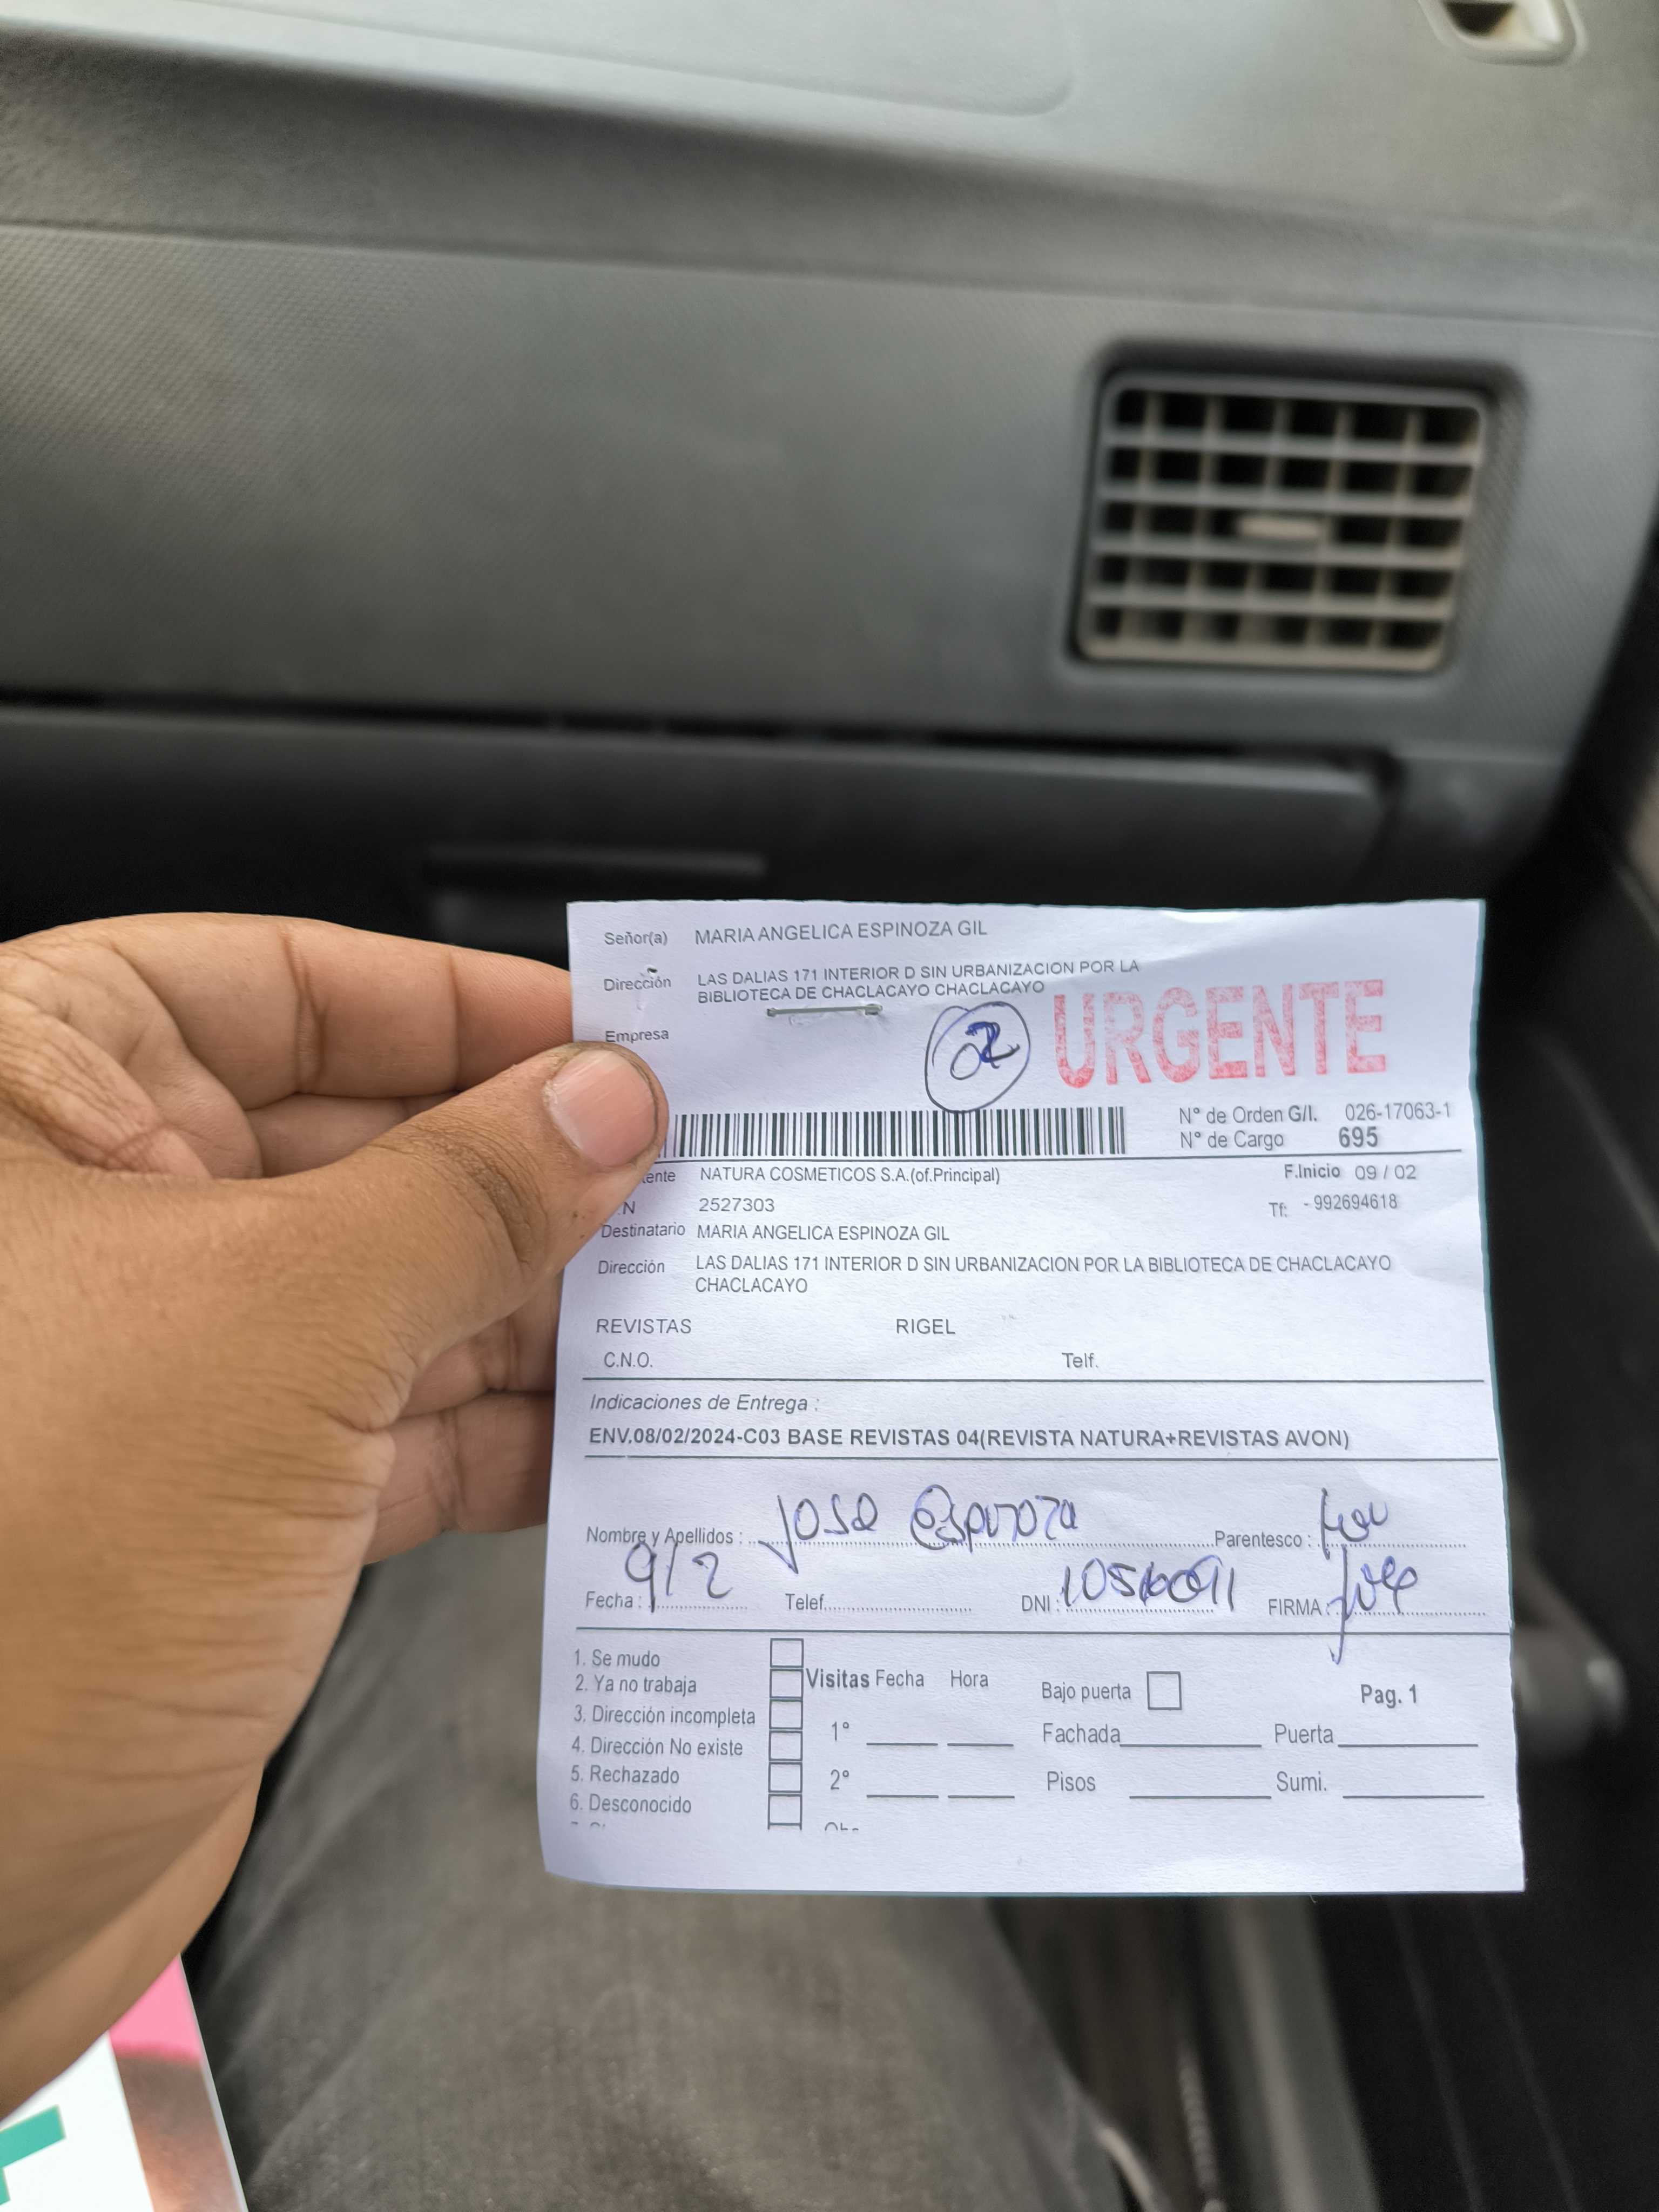 Señor(a) MARIA ANGELICA ESPINOZA GIL
Dirección LAS DALIAS 171 INTERIOR D SIN URBANIZACION POR LA
BIBLIOTECA DE CHACLACAYO CHACLACAYO
Empresa
02 URGENTE
N° de Orden G/I. 026-17063-1
N° de Cargo 695
NATURA COSMETICOS S.A.(of.Principal) F.Inicio 09 / 02
2527303 Tf: - 992694618
Destinatario MARIA ANGELICA ESPINOZA GIL
Dirección LAS DALIAS 171 INTERIOR D SIN URBANIZACION POR LA BIBLIOTECA DE CHACLACAYO
CHACLACAYO
REVISTAS RIGEL
C.N.O. Telf.
Indicaciones de Entrega :
ENV.08/02/2024-C03 BASE REVISTAS 04(REVISTA NATURA+REVISTAS AVON)
Nombre y Apellidos : Jose Espinoza Parentesco :
Fecha : 9/2 Telef. DNI : FIRMA :
1. Se mudo
2. Ya no trabaja Visitas Fecha Hora Bajo puerta Pag. 1
3. Dirección incompleta
4. Dirección No existe 1° Fachada Puerta
5. Rechazado 2° Pisos Sumi.
6. Desconocido